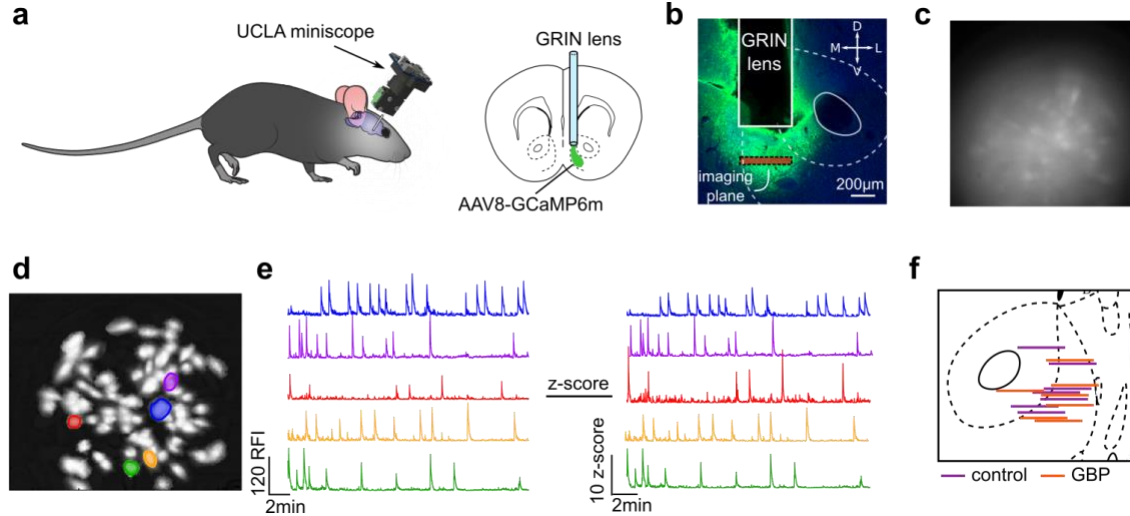 a
UCLA miniscope
GRIN lens
AAV8-GCaMP6m
b
GRIN
lens
D
M
L
V
imaging
plane
200μm
c
d
e
120 RFI
2min
z-score
10 z-score
2min
f
control
GBP